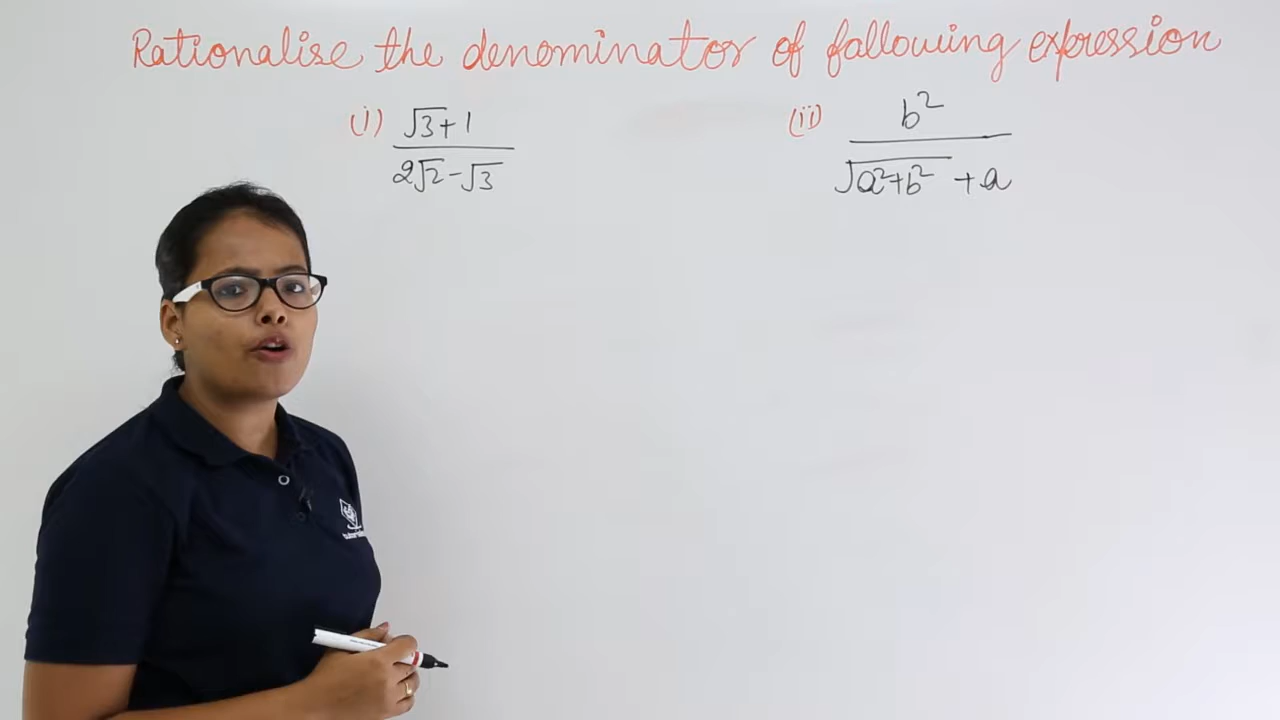 Rationalise the denominator of fallowing expression
(i) √3+1 / 2√2-√3
(ii) b² / √a²+b² +a